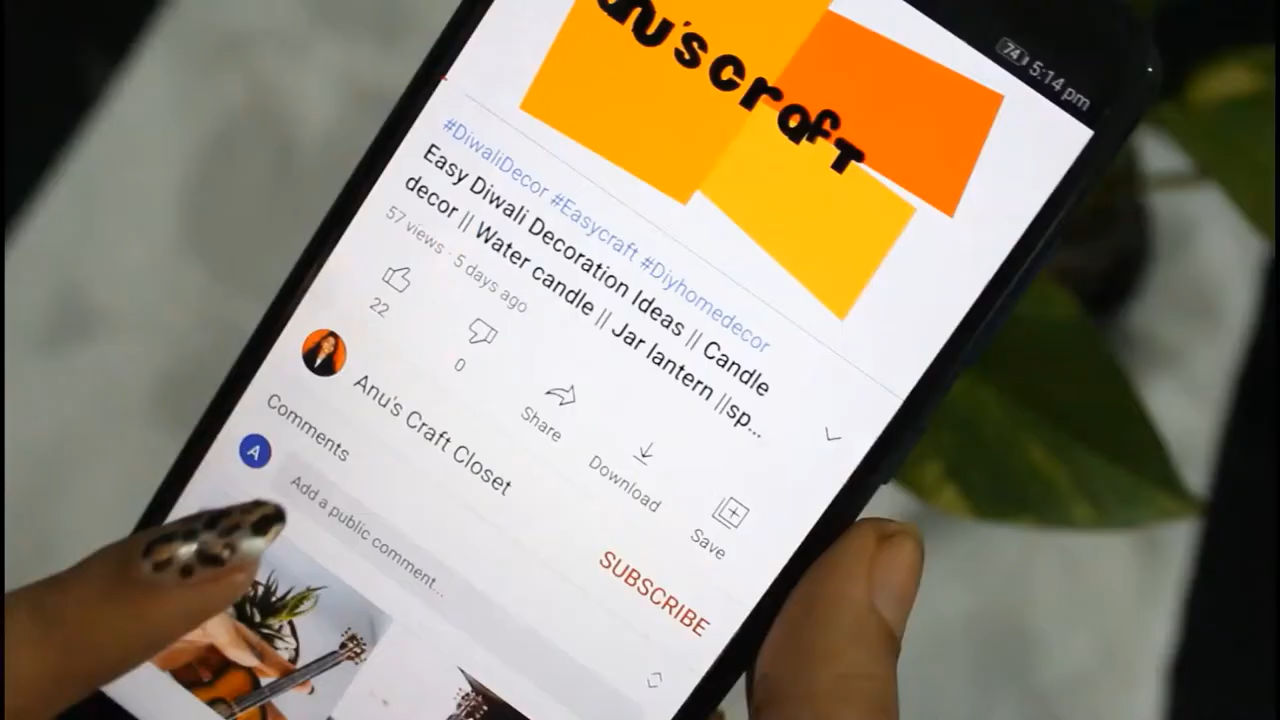 74 5:14 pm
nu's craft
#DiwaliDecor #Easycraft #Diyhomedecor
Easy Diwali Decoration Ideas || Candle
decor || Water candle || Jar lantern ||sp...
57 views · 5 days ago
22
0
Share
Download
Save
Anu's Craft Closet
SUBSCRIBE
Comments
A
Add a public comment...